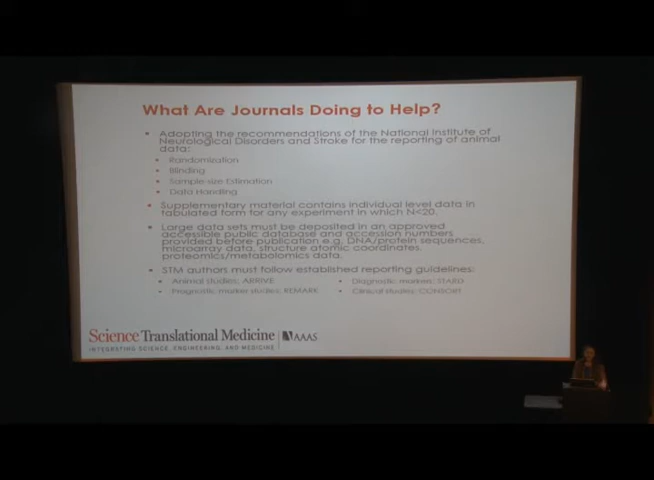 What Are Journals Doing to Help?
• Adopting the recommendations of the National Institute of
Neurological Disorders and Stroke for the reporting of animal
data:
• Randomization
• Blinding
• Sample-size Estimation
• Data Handling
• Supplementary material contains individual level data in
tabulated form for any experiment in which N<20.
• Large data sets must be deposited in an approved
accessible public database and accession numbers
provided before publication e.g. DNA/protein sequences,
microarray data, structure atomic coordinates,
proteomics/metabolomics data.
• STM authors must follow established reporting guidelines:
• Animal studies: ARRIVE
• Diagnostic markers: STARD
• Prognostic marker studies: REMARK
• Clinical studies: CONSORT
Science Translational Medicine
AAAS
INTEGRATING SCIENCE, ENGINEERING, AND MEDICINE